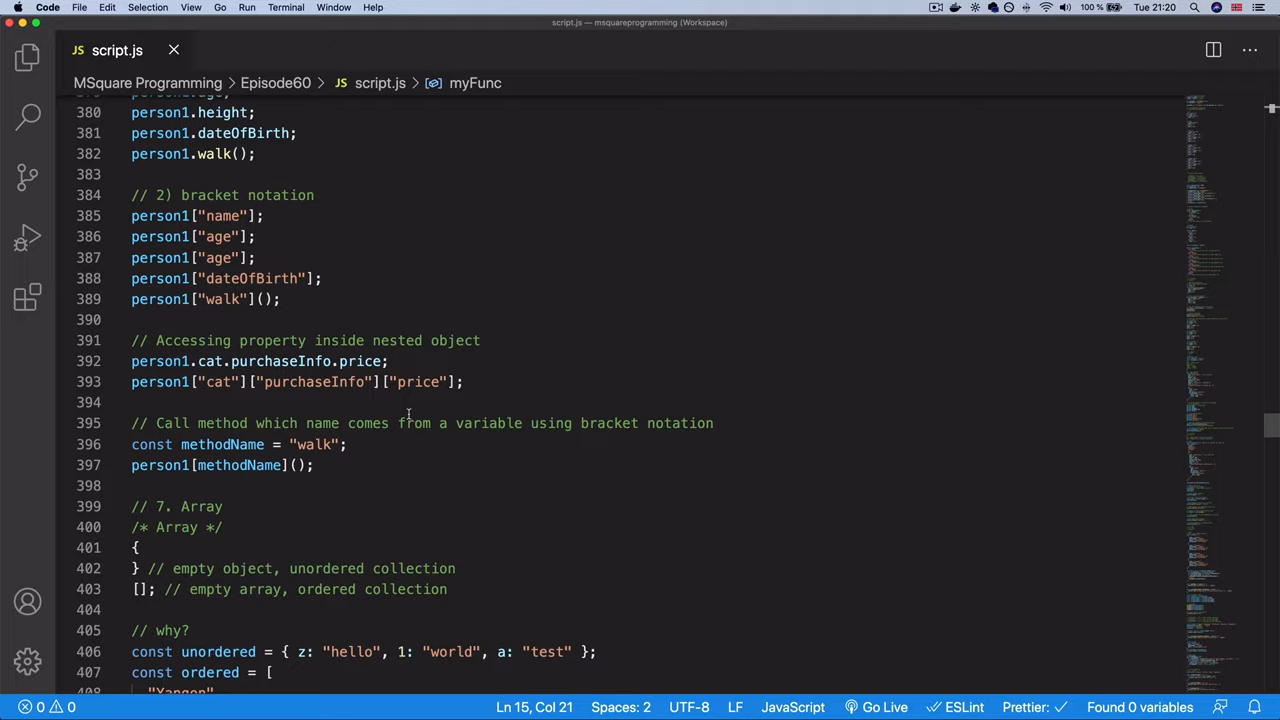 Code File Edit Selection View Go Run Terminal Window Help 100 % Tue 21:20
script.js — msquareprogramming (Workspace)
JS script.js
MSquare Programming > Episode60 > JS script.js > myFunc
380 person1.height;
381 person1.dateOfBirth;
382 person1.walk();
383
384 // 2) bracket notation
385 person1["name"];
386 person1["age"];
387 person1["age"];
388 person1["dateOfBirth"];
389 person1["walk"]();
390
391 // Accessing property inside nested object
392 person1.cat.purchaseInfo.price;
393 person1["cat"]["purchaseInfo"]["price"];
394
395 // Call method which name comes from a variable using bracket notation
396 const methodName = "walk";
397 person1[methodName]();
398
399 // 7. Array
400 /* Array */
401 {
402 } // empty object, unordered collection
403 []; // empty array, ordered collection
404
405 // why?
406 const unordered = { z: "hello", 1: "world", a: "test" };
407 const ordered = [
408 "Yangon"
0 0 Ln 15, Col 21 Spaces: 2 UTF-8 LF JavaScript Go Live ESLint Prettier: ✓ Found 0 variables